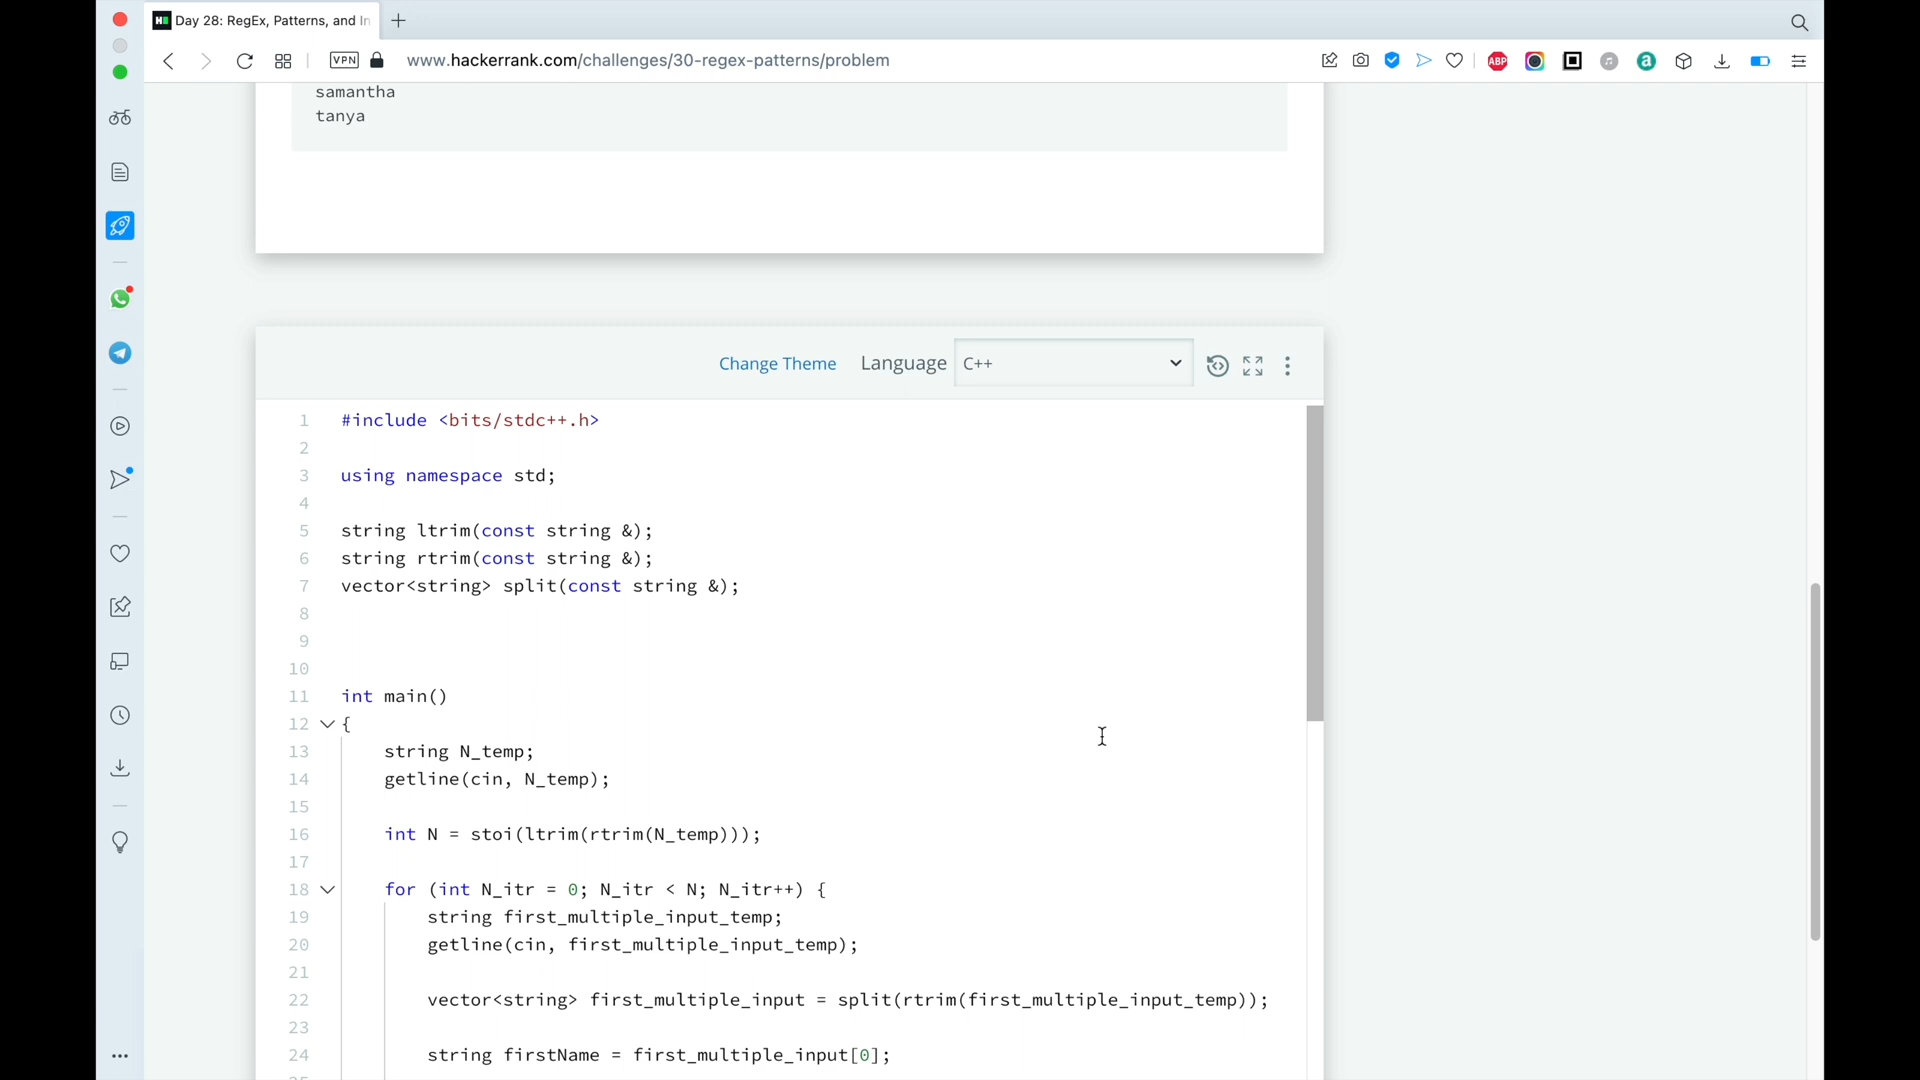 Day 28: RegEx, Patterns, and In
VPN
www.hackerrank.com/challenges/30-regex-patterns/problem
ABP
samantha
tanya
Change Theme
Language
C++
1 #include <bits/stdc++.h>
2
3 using namespace std;
4
5 string ltrim(const string &);
6 string rtrim(const string &);
7 vector<string> split(const string &);
8
9
10
11 int main()
12 {
13 string N_temp;
14 getline(cin, N_temp);
15
16 int N = stoi(ltrim(rtrim(N_temp)));
17
18 for (int N_itr = 0; N_itr < N; N_itr++) {
19 string first_multiple_input_temp;
20 getline(cin, first_multiple_input_temp);
21
22 vector<string> first_multiple_input = split(rtrim(first_multiple_input_temp));
23
24 string firstName = first_multiple_input[0];